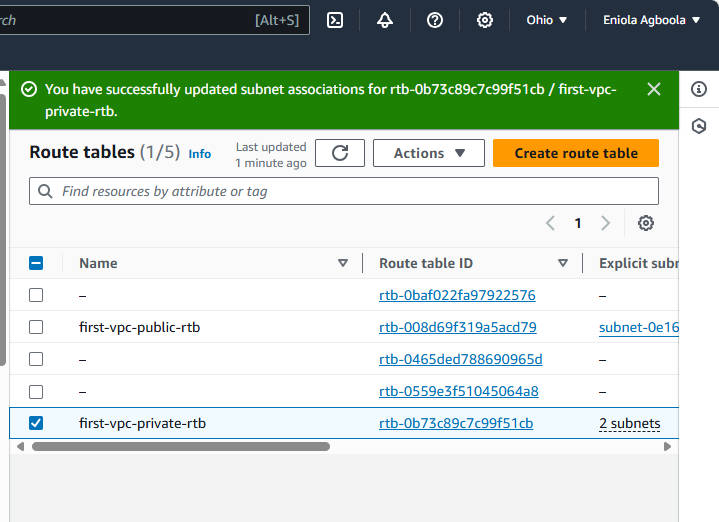 rch [Alt+S] Ohio ▼ Eniola Agboola ▼
You have successfully updated subnet associations for rtb-0b73c89c7c99f51cb / first-vpc-
private-rtb.
Route tables (1/5) Info
Last updated
1 minute ago
Actions ▼
Create route table
Find resources by attribute or tag
1
Name Route table ID Explicit subn
– rtb-0baf022fa97922576 –
first-vpc-public-rtb rtb-008d69f319a5acd79 subnet-0e16
– rtb-0465ded788690965d –
– rtb-0559e3f51045064a8 –
first-vpc-private-rtb rtb-0b73c89c7c99f51cb 2 subnets